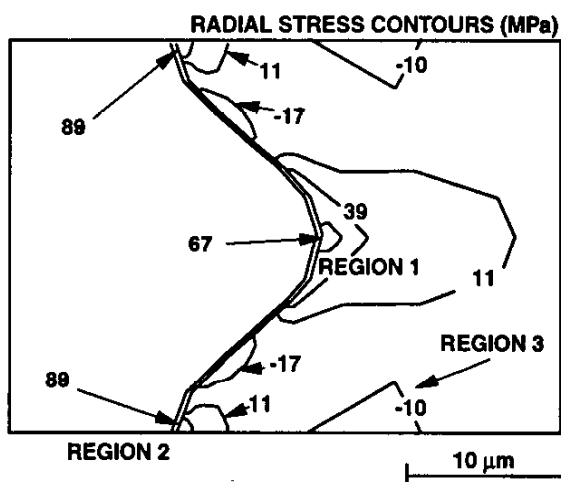 RADIAL STRESS CONTOURS (MPa)
-10
11
89
-17
39
67
REGION 1
11
REGION 3
-17
89
11
-10
REGION 2
10 μm